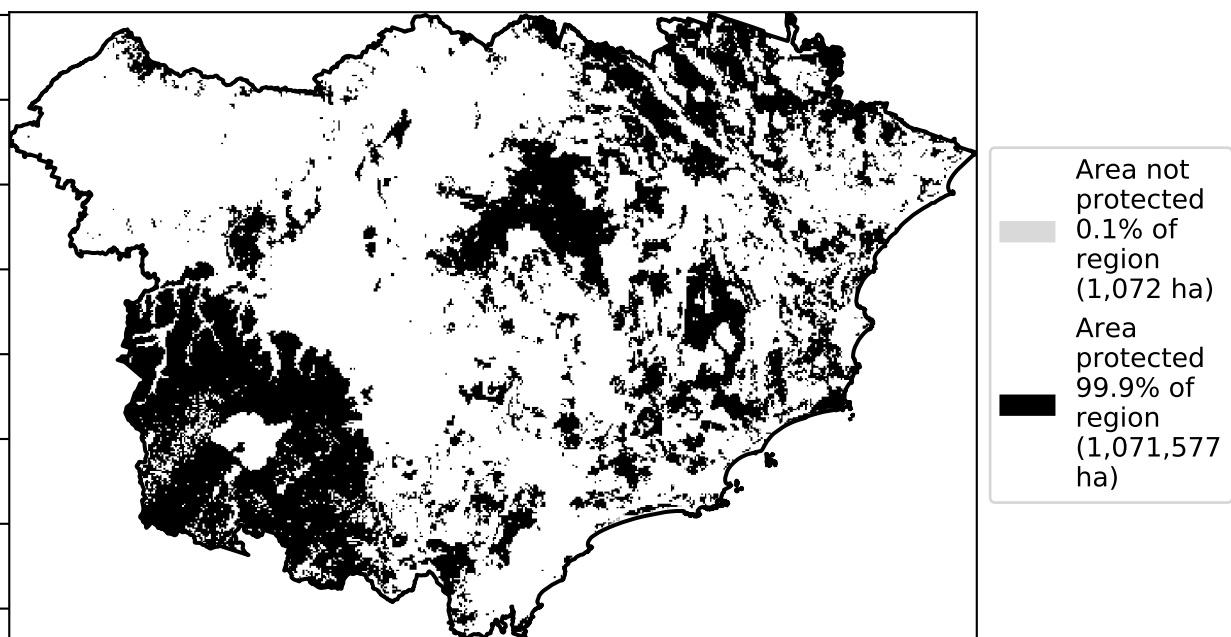 Area not
protected
0.1% of
region
(1,072 ha)
Area
protected
99.9% of
region
(1,071,577
ha)